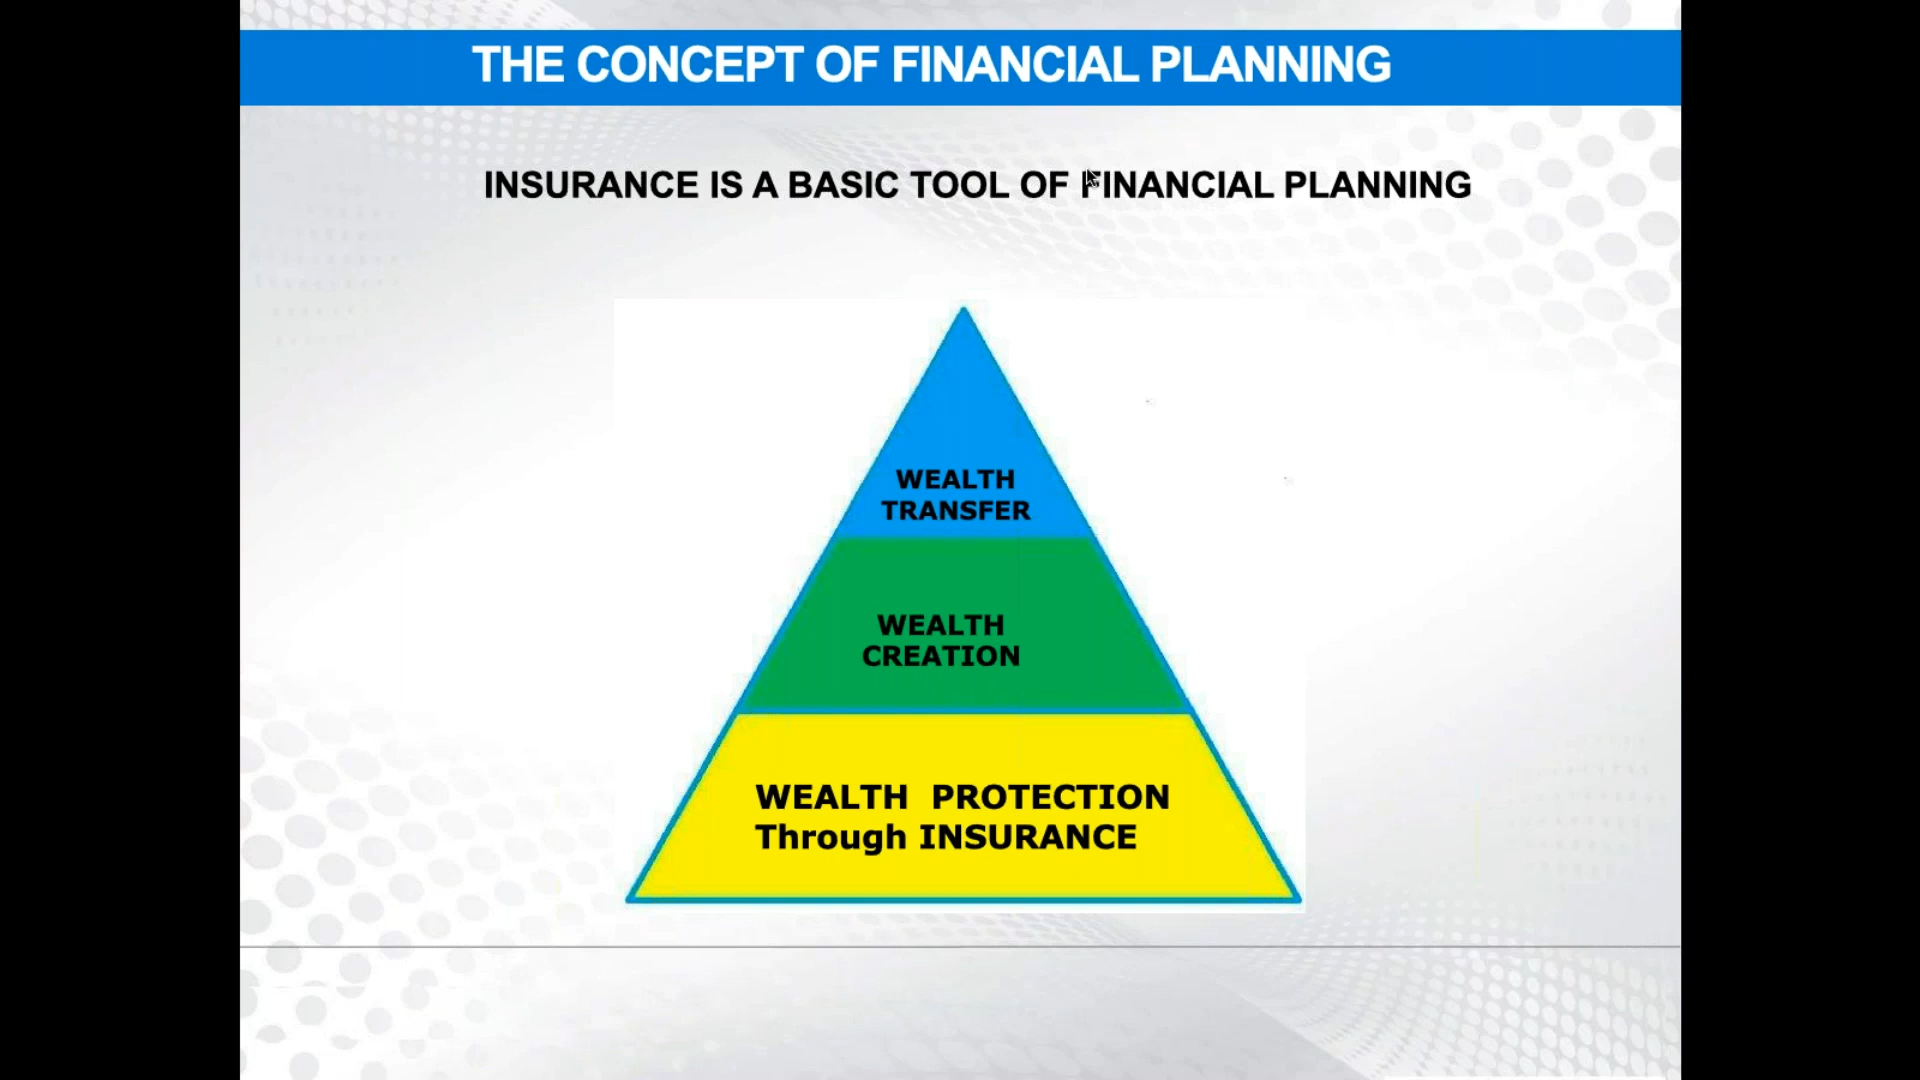 THE CONCEPT OF FINANCIAL PLANNING
INSURANCE IS A BASIC TOOL OF FINANCIAL PLANNING
WEALTH
TRANSFER
WEALTH
CREATION
WEALTH PROTECTION
Through INSURANCE